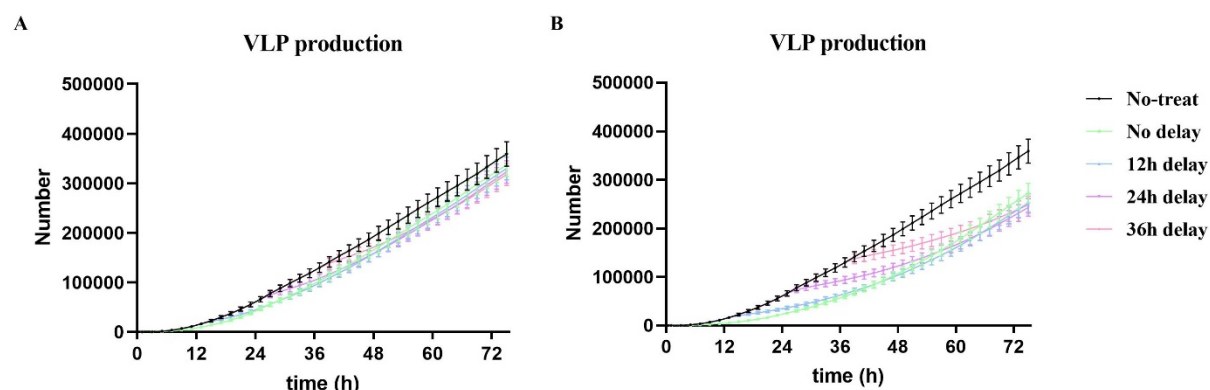 A
VLP production
500000
400000
300000
200000
100000
0
Number
0 12 24 36 48 60 72
time (h)
B
VLP production
500000
400000
300000
200000
100000
0
Number
0 12 24 36 48 60 72
time (h)
No-treat
No delay
12h delay
24h delay
36h delay